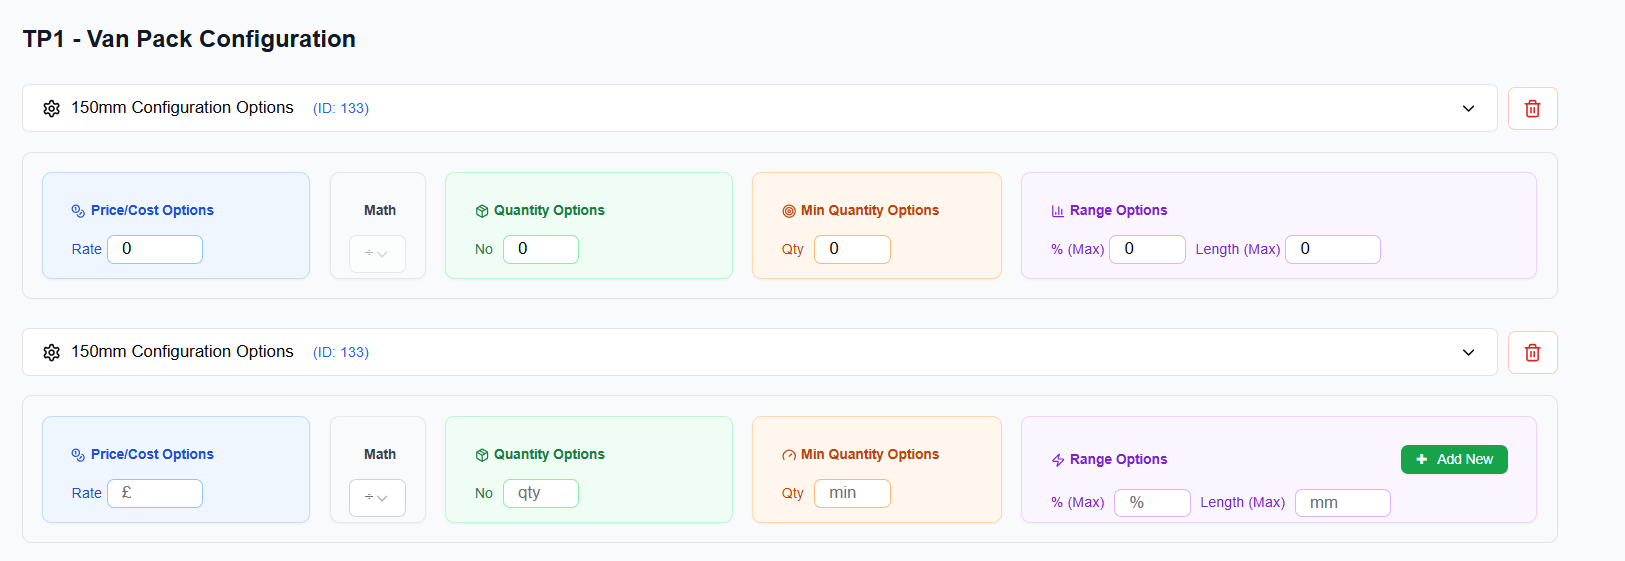 TP1 - Van Pack Configuration
150mm Configuration Options (ID: 133)
Price/Cost Options
Rate 0
Math
÷
Quantity Options
No 0
Min Quantity Options
Qty 0
Range Options
% (Max) 0 Length (Max) 0
150mm Configuration Options (ID: 133)
Price/Cost Options
Rate £
Math
÷
Quantity Options
No qty
Min Quantity Options
Qty min
Range Options
+ Add New
% (Max) % Length (Max) mm